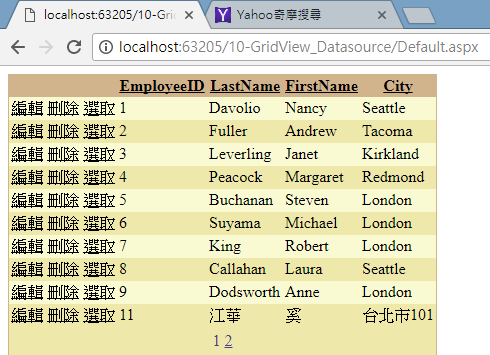 localhost:63205/10-Grid
Yahoo奇摩搜尋
localhost:63205/10-GridView_Datasource/Default.aspx
EmployeeID LastName FirstName City
編輯 刪除 選取 1 Davolio Nancy Seattle
編輯 刪除 選取 2 Fuller Andrew Tacoma
編輯 刪除 選取 3 Leverling Janet Kirkland
編輯 刪除 選取 4 Peacock Margaret Redmond
編輯 刪除 選取 5 Buchanan Steven London
編輯 刪除 選取 6 Suyama Michael London
編輯 刪除 選取 7 King Robert London
編輯 刪除 選取 8 Callahan Laura Seattle
編輯 刪除 選取 9 Dodsworth Anne London
編輯 刪除 選取 11 江華 奚 台北市101
1 2